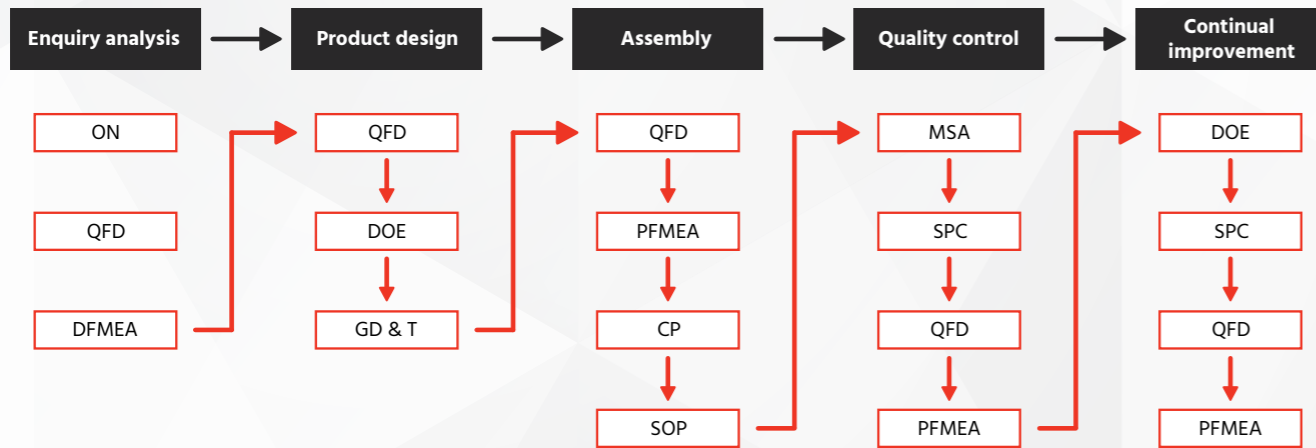 Enquiry analysis
Product design
Assembly
Quality control
Continual
improvement
ON
QFD
DFMEA
QFD
DOE
GD & T
QFD
PFMEA
CP
SOP
MSA
SPC
QFD
PFMEA
DOE
SPC
QFD
PFMEA